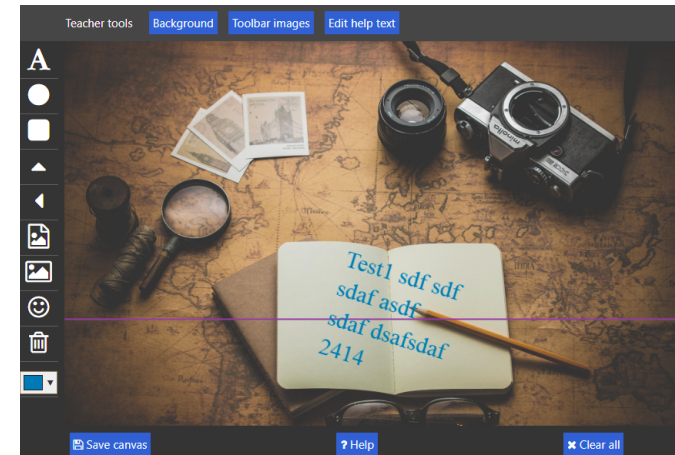 Teacher tools Background Toolbar images Edit help text
A
minolta
Test1 sdf sdf
sdaf asdf
sdaf dsafsdaf
2414
Save canvas ? Help Clear all